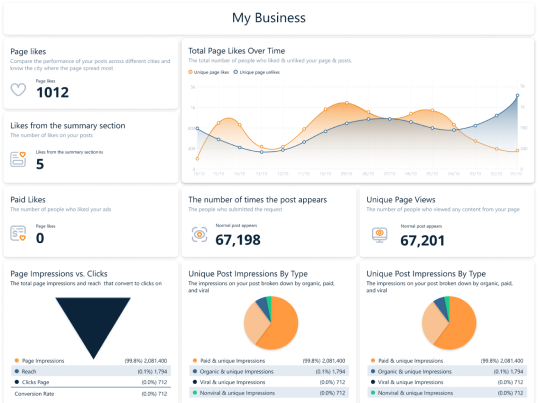 My Business
Page likes
Compare the performance of your posts across different cities and
know the city where the page spread most
Page likes
1012
Total Page Likes Over Time
The total number of people who liked & unliked your page & posts.
Unique page likes
Unique page unlikes
Likes from the summary section
The number of likes on your posts.
Likes from the summary section to
5
Paid Likes
The number of people who liked your ads
Page likes
0
The number of times the post appears
The people who submitted the request
Normal post appears
67,198
Unique Page Views
The number of people who viewed any content from your page
Normal post appears
67,201
Page Impressions vs. Clicks
The total page impressions and reach that convert to clicks on
Page Impressions (99.8%) 2,081,400
Reach (0.1%) 1,794
Clicks Page (0.0%) 712
Conversion Rate (0.0%) 712
Unique Post Impressions By Type
The impressions on your post broken down by organic, paid,
and viral
Paid & unique Impressions (99.8%) 2,081,400
Organic & unique Impressions (0.1%) 1,794
Viral & unique Impressions (0.0%) 712
Nonviral & unique Impressions (0.0%) 712
Unique Post Impressions By Type
The impressions on your post broken down by organic, paid,
and viral
Paid & unique Impressions (99.8%) 2,081,400
Organic & unique Impressions (0.1%) 1,794
Viral & unique Impressions (0.0%) 712
Nonviral & unique Impressions (0.0%) 712